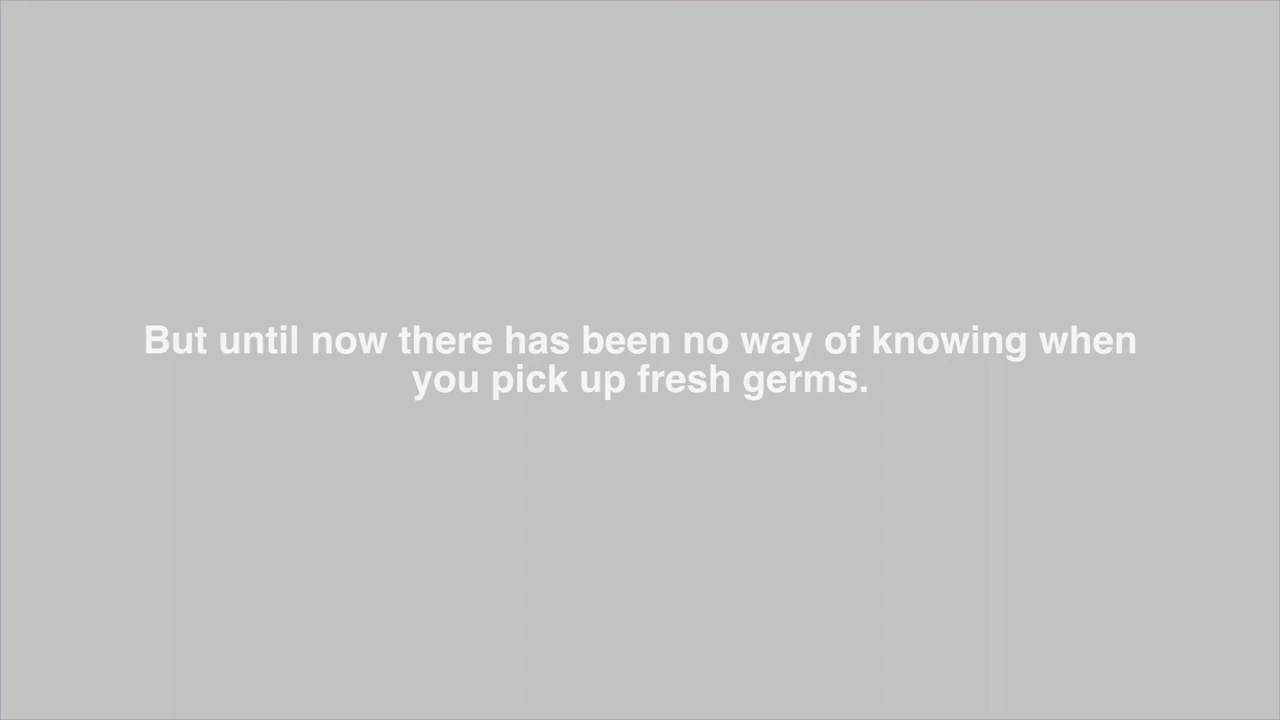 But until now there has been no way of knowing when
you pick up fresh germs.